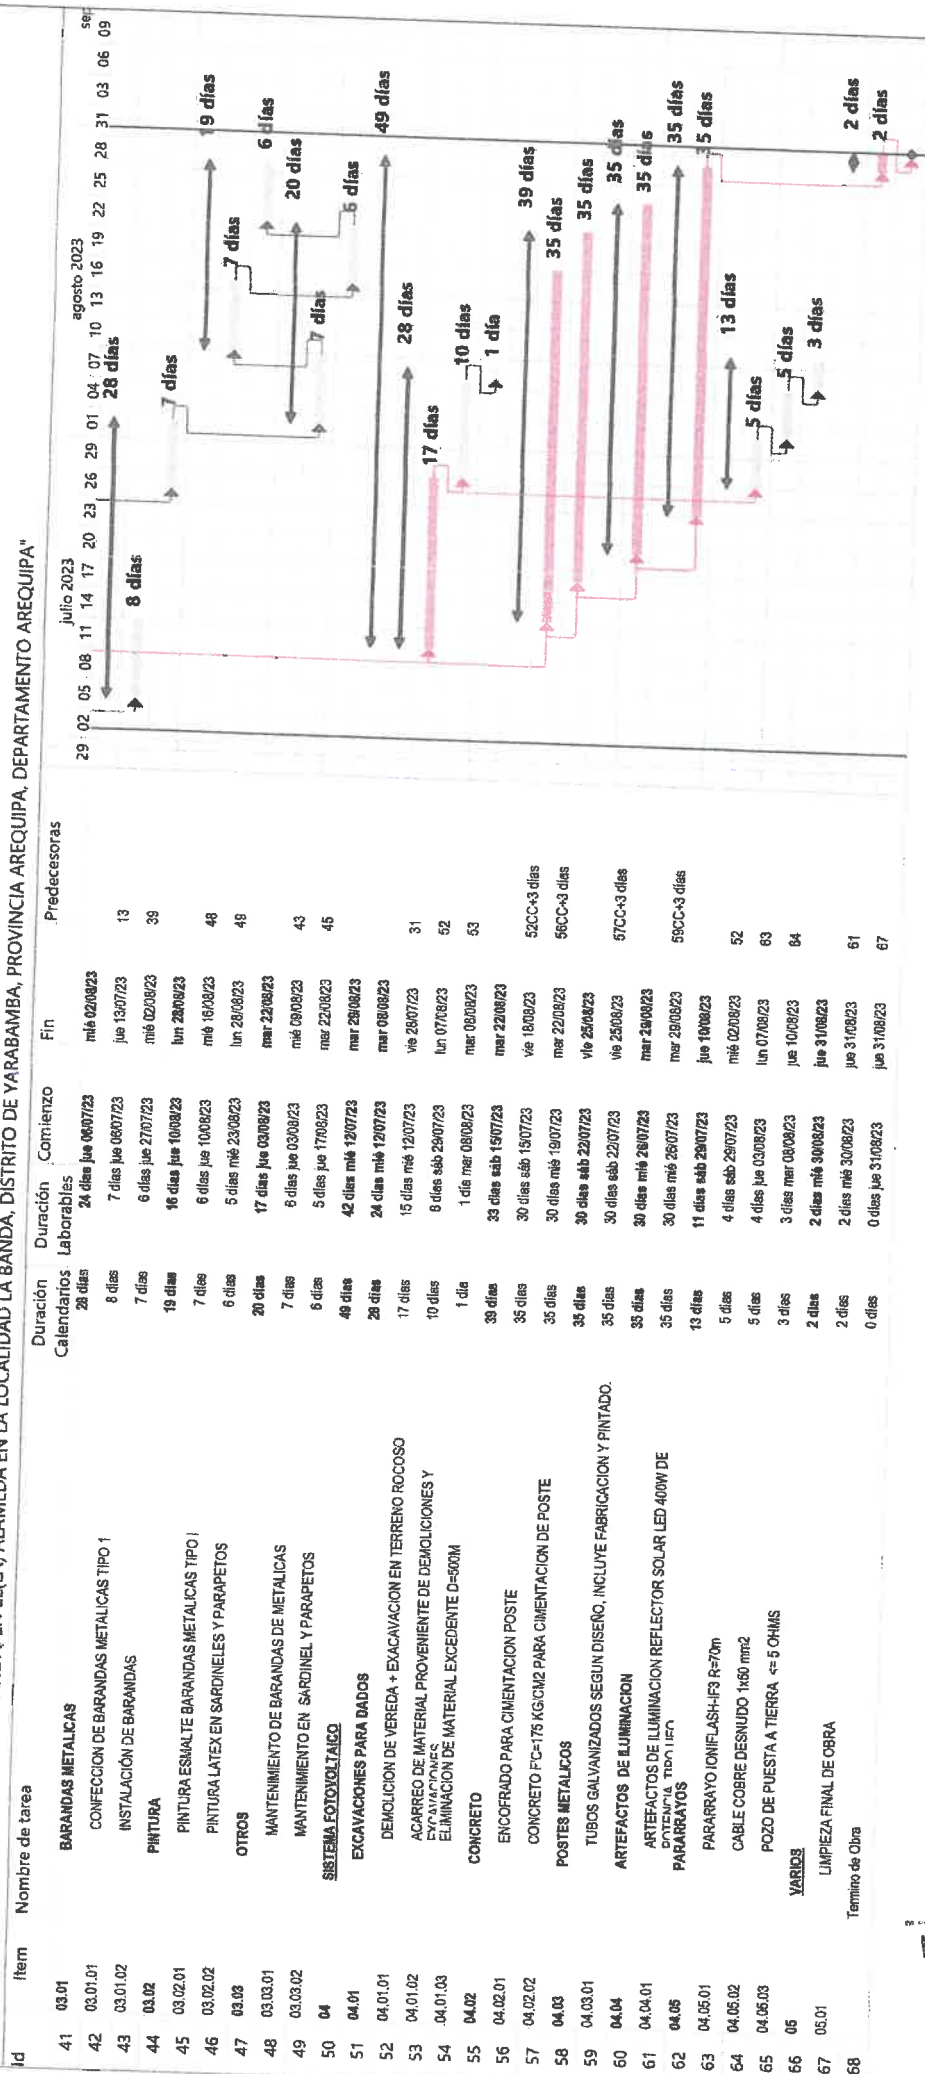 ALAMEDA EN LA LOCALIDAD LA BANDA, DISTRITO DE YARABAMBA, PROVINCIA AREQUIPA, DEPARTAMENTO AREQUIPA"
id Item Nombre de tarea Duración Calendarios Duración Laborables Comienzo Fin Predecesoras
julio 2023 agosto 2023 sep
29 02 05 08 11 14 17 20 23 26 29 01 04 07 10 13 16 19 22 25 28 31 03 06 09
41 03.01 BARANDAS METALICAS 28 días 24 días jue 06/07/23 mié 02/08/23 28 días
42 03.01.01 CONFECCION DE BARANDAS METALICAS TIPO 1 8 días 7 días jue 06/07/23 jue 13/07/23 13 8 días
43 03.01.02 INSTALACIÓN DE BARANDAS 7 días 6 días jue 27/07/23 mié 02/08/23 39 7 días
44 03.02 PINTURA 19 días 16 días jue 10/08/23 lun 28/08/23 19 días
45 03.02.01 PINTURA ESMALTE BARANDAS METALICAS TIPO I 7 días 6 días jue 10/08/23 mié 16/08/23 48 7 días
46 03.02.02 PINTURA LATEX EN SARDINELES Y PARAPETOS 6 días 5 días mié 23/08/23 lun 28/08/23 49 6 días
47 03.03 OTROS 20 días 17 días jue 03/08/23 mar 22/08/23 20 días
48 03.03.01 MANTENIMIENTO DE BARANDAS DE METALICAS 7 días 6 días jue 03/08/23 mié 09/08/23 43 7 días
49 03.03.02 MANTENIMIENTO EN SARDINEL Y PARAPETOS 6 días 5 días jue 17/08/23 mar 22/08/23 45 6 días
50 04 SISTEMA FOTOVOLTAICO 49 días 42 días mié 12/07/23 mar 29/08/23 49 días
51 04.01 EXCAVACIONES PARA DADOS 28 días 24 días mié 12/07/23 mar 08/08/23 28 días
52 04.01.01 DEMOLICION DE VEREDA + EXACAVACION EN TERRENO ROCOSO 17 días 15 días mié 12/07/23 vie 28/07/23 31 17 días
53 04.01.02 ACARREO DE MATERIAL PROVENIENTE DE DEMOLICIONES Y EXCAVACIONES 10 días 8 días sáb 29/07/23 lun 07/08/23 52 10 días
54 04.01.03 ELIMINACION DE MATERIAL EXCEDENTE D=500M 1 día 1 día mar 08/08/23 mar 08/08/23 53 1 día
55 04.02 CONCRETO 39 días 33 días sáb 15/07/23 mar 22/08/23 39 días
56 04.02.01 ENCOFRADO PARA CIMENTACION POSTE 35 días 30 días sáb 15/07/23 vie 18/08/23 52CC+3 días 35 días
57 04.02.02 CONCRETO F'C=175 KG/CM2 PARA CIMENTACION DE POSTE 35 días 30 días mié 19/07/23 mar 22/08/23 56CC+3 días 35 días
58 04.03 POSTES METALICOS 35 días 30 días sáb 22/07/23 vie 25/08/23 35 días
59 04.03.01 TUBOS GALVANIZADOS SEGUN DISEÑO, INCLUYE FABRICACION Y PINTADO. 35 días 30 días sáb 22/07/23 vie 25/08/23 57CC+3 días 35 días
60 04.04 ARTEFACTOS DE ILUMINACION 35 días 30 días mié 26/07/23 mar 29/08/23 35 días
61 04.04.01 ARTEFACTOS DE ILUMINACION REFLECTOR SOLAR LED 400W DE POTENCIA TIPO UFO 35 días 30 días mié 26/07/23 mar 29/08/23 59CC+3 días 35 días
62 04.05 PARARRAYOS 13 días 11 días sáb 29/07/23 jue 10/08/23 13 días
63 04.05.01 PARARRAYO IONIFLASH-IF3 R=70m 5 días 4 días sáb 29/07/23 mié 02/08/23 52 5 días
64 04.05.02 CABLE COBRE DESNUDO 1x50 mm2 5 días 4 días jue 03/08/23 lun 07/08/23 63 5 días
65 04.05.03 POZO DE PUESTA A TIERRA <= 5 OHMS 3 días 3 días mar 08/08/23 jue 10/08/23 64 3 días
66 05 VARIOS 2 días 2 días mié 30/08/23 jue 31/08/23 2 días
67 05.01 LIMPIEZA FINAL DE OBRA 2 días 2 días mié 30/08/23 jue 31/08/23 61 2 días
68 Termino de Obra 0 días 0 días jue 31/08/23 jue 31/08/23 67